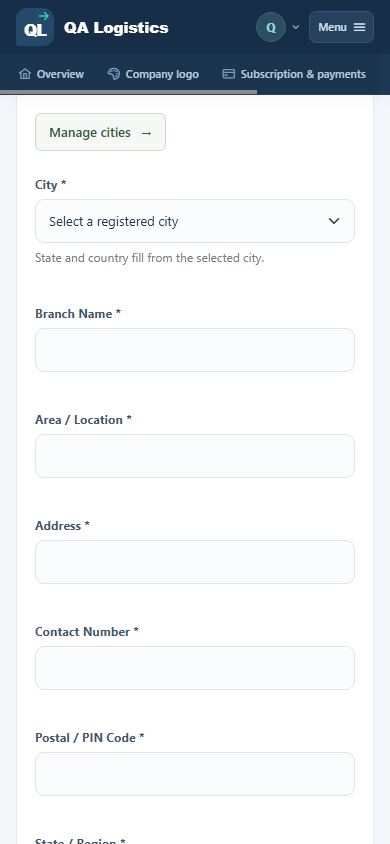 QL QA Logistics Q Menu
Overview Company logo Subscription & payments
Manage cities →
City *
Select a registered city
State and country fill from the selected city.
Branch Name *
Area / Location *
Address *
Contact Number *
Postal / PIN Code *
State / Region *